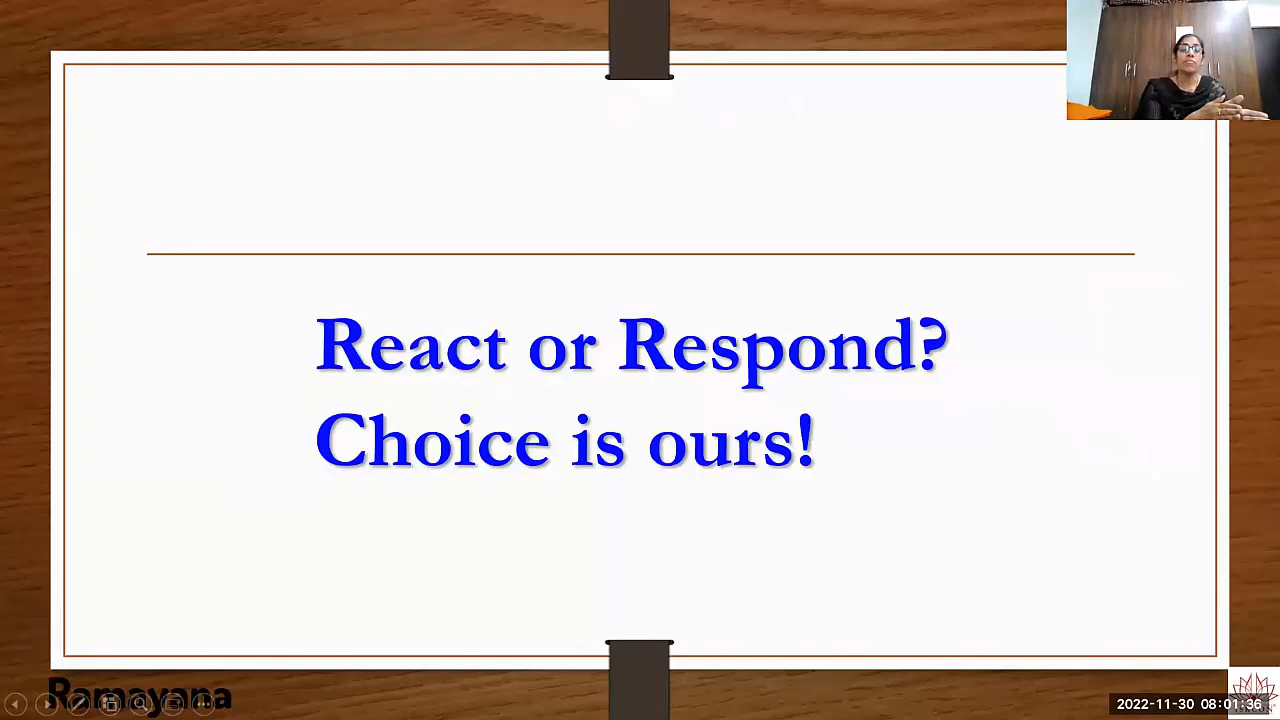 React or Respond?
Choice is ours!
Ramayana
2022-11-30 08:01:36